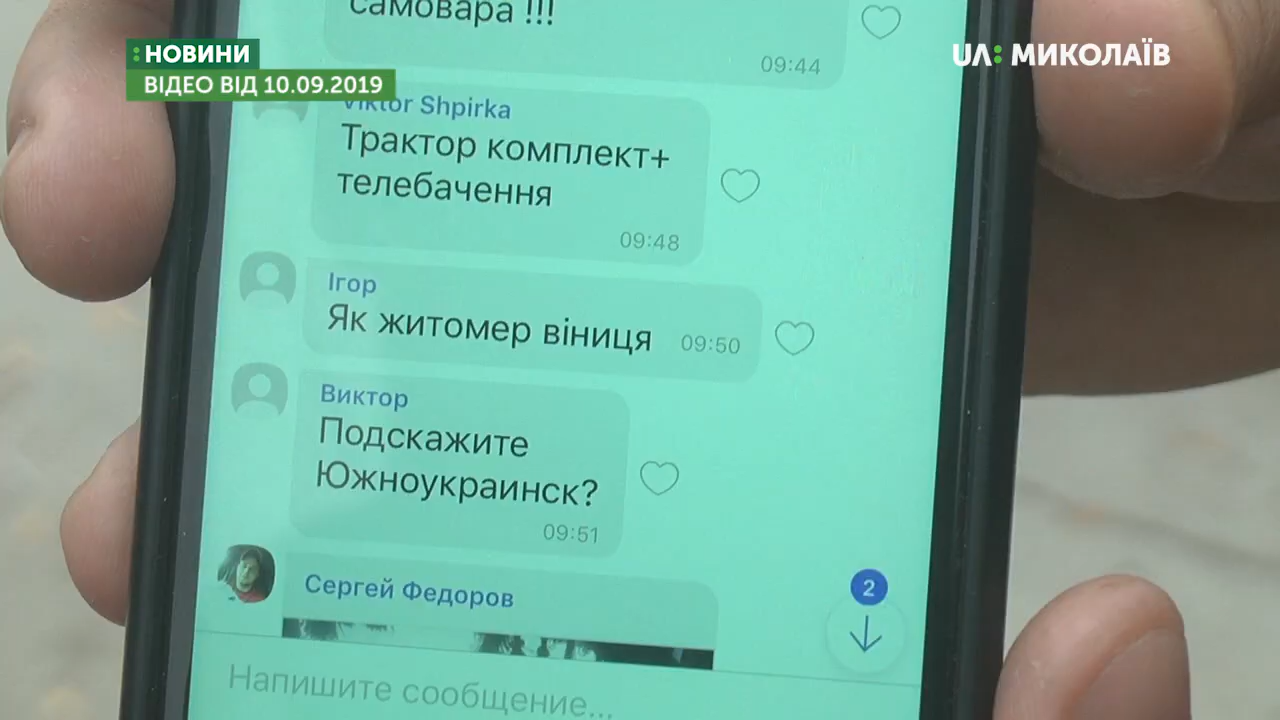 самовара !!!
09:44
НОВИНИ
ВІДЕО ВІД 10.09.2019
UA: МИКОЛАЇВ
Viktor Shpirka
Трактор комплект+
телебачення
09:48
Ігор
Як житомер віниця 09:50
Виктор
Подскажите
Южноукраинск?
09:51
Сергей Федоров
2
Напишите сообщение...